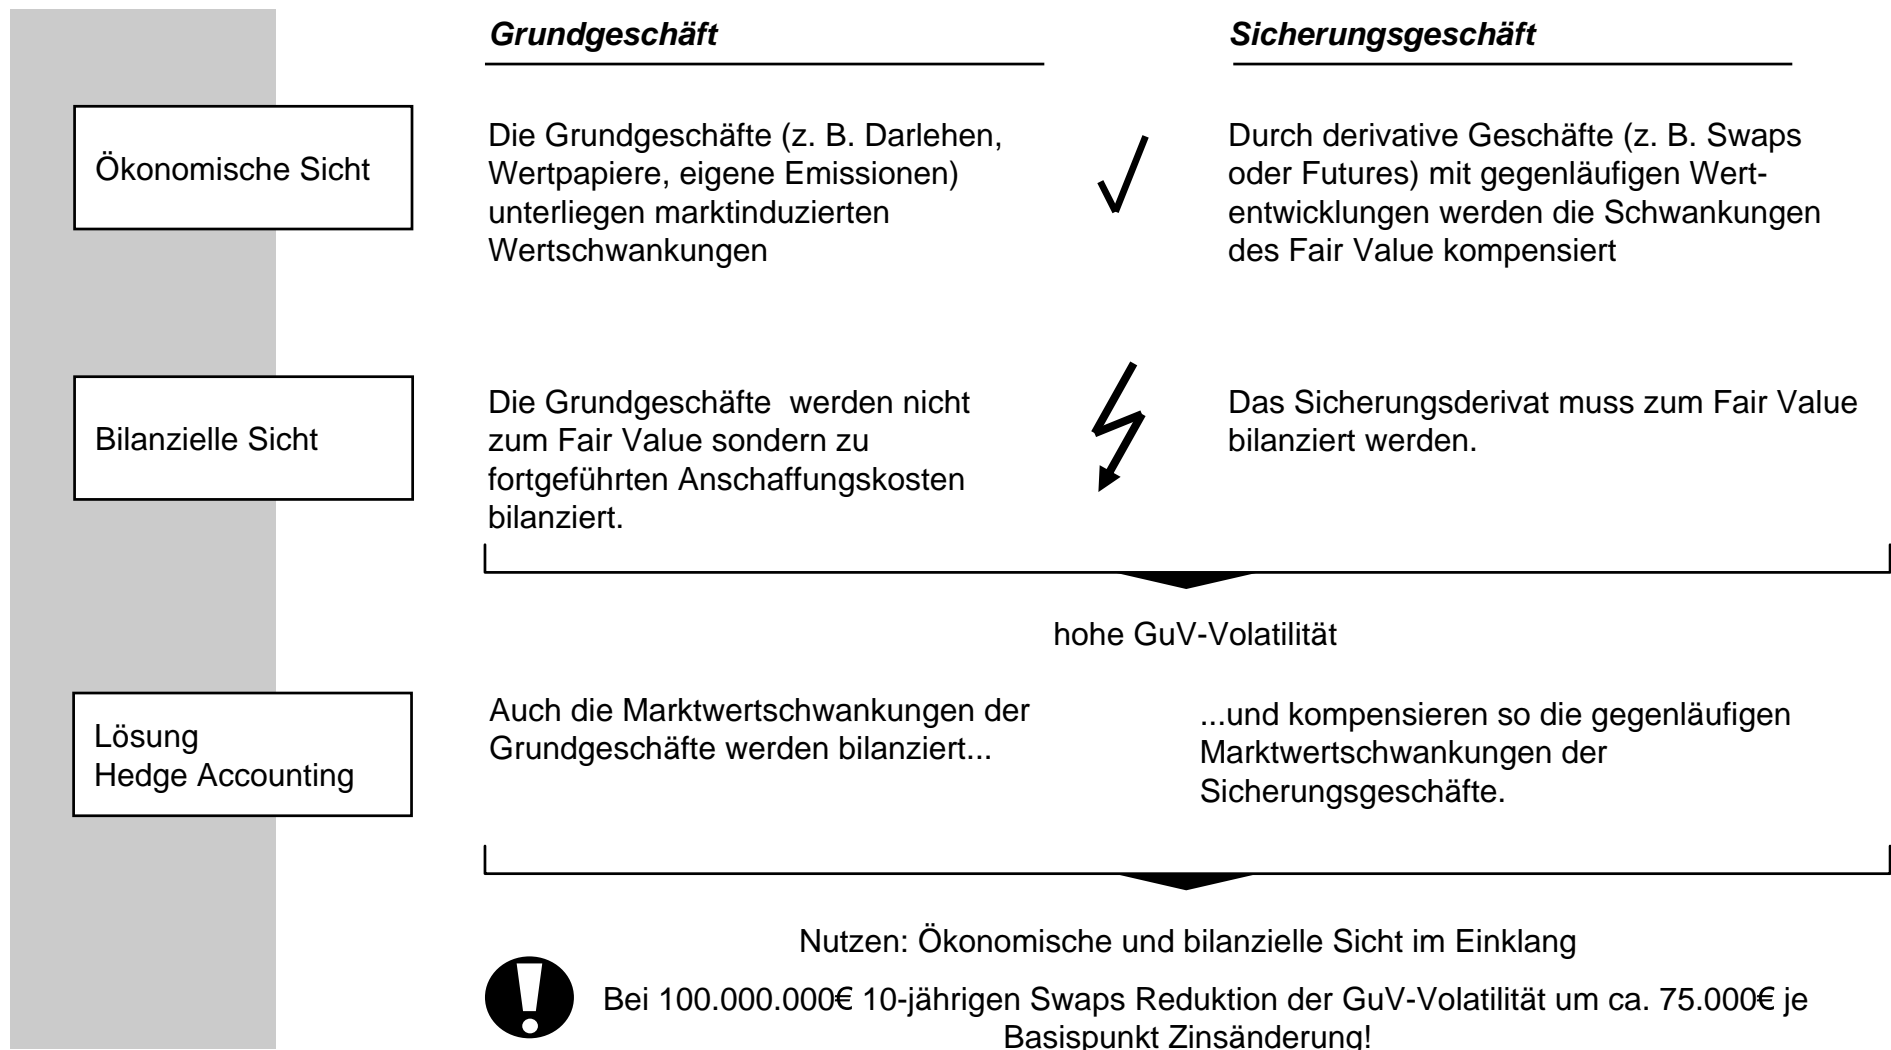 Grundgeschäft
Sicherungsgeschäft
Ökonomische Sicht
Die Grundgeschäfte (z. B. Darlehen,
Wertpapiere, eigene Emissionen)
unterliegen marktinduzierten
Wertschwankungen
Durch derivative Geschäfte (z. B. Swaps
oder Futures) mit gegenläufigen Wert-
entwicklungen werden die Schwankungen
des Fair Value kompensiert
Bilanzielle Sicht
Die Grundgeschäfte  werden nicht
zum Fair Value sondern zu
fortgeführten Anschaffungskosten
bilanziert.
Das Sicherungsderivat muss zum Fair Value
bilanziert werden.
hohe GuV-Volatilität
Lösung
Hedge Accounting
Auch die Marktwertschwankungen der
Grundgeschäfte werden bilanziert...
...und kompensieren so die gegenläufigen
Marktwertschwankungen der
Sicherungsgeschäfte.
Nutzen: Ökonomische und bilanzielle Sicht im Einklang
Bei 100.000.000€ 10-jährigen Swaps Reduktion der GuV-Volatilität um ca. 75.000€ je
Basispunkt Zinsänderung!